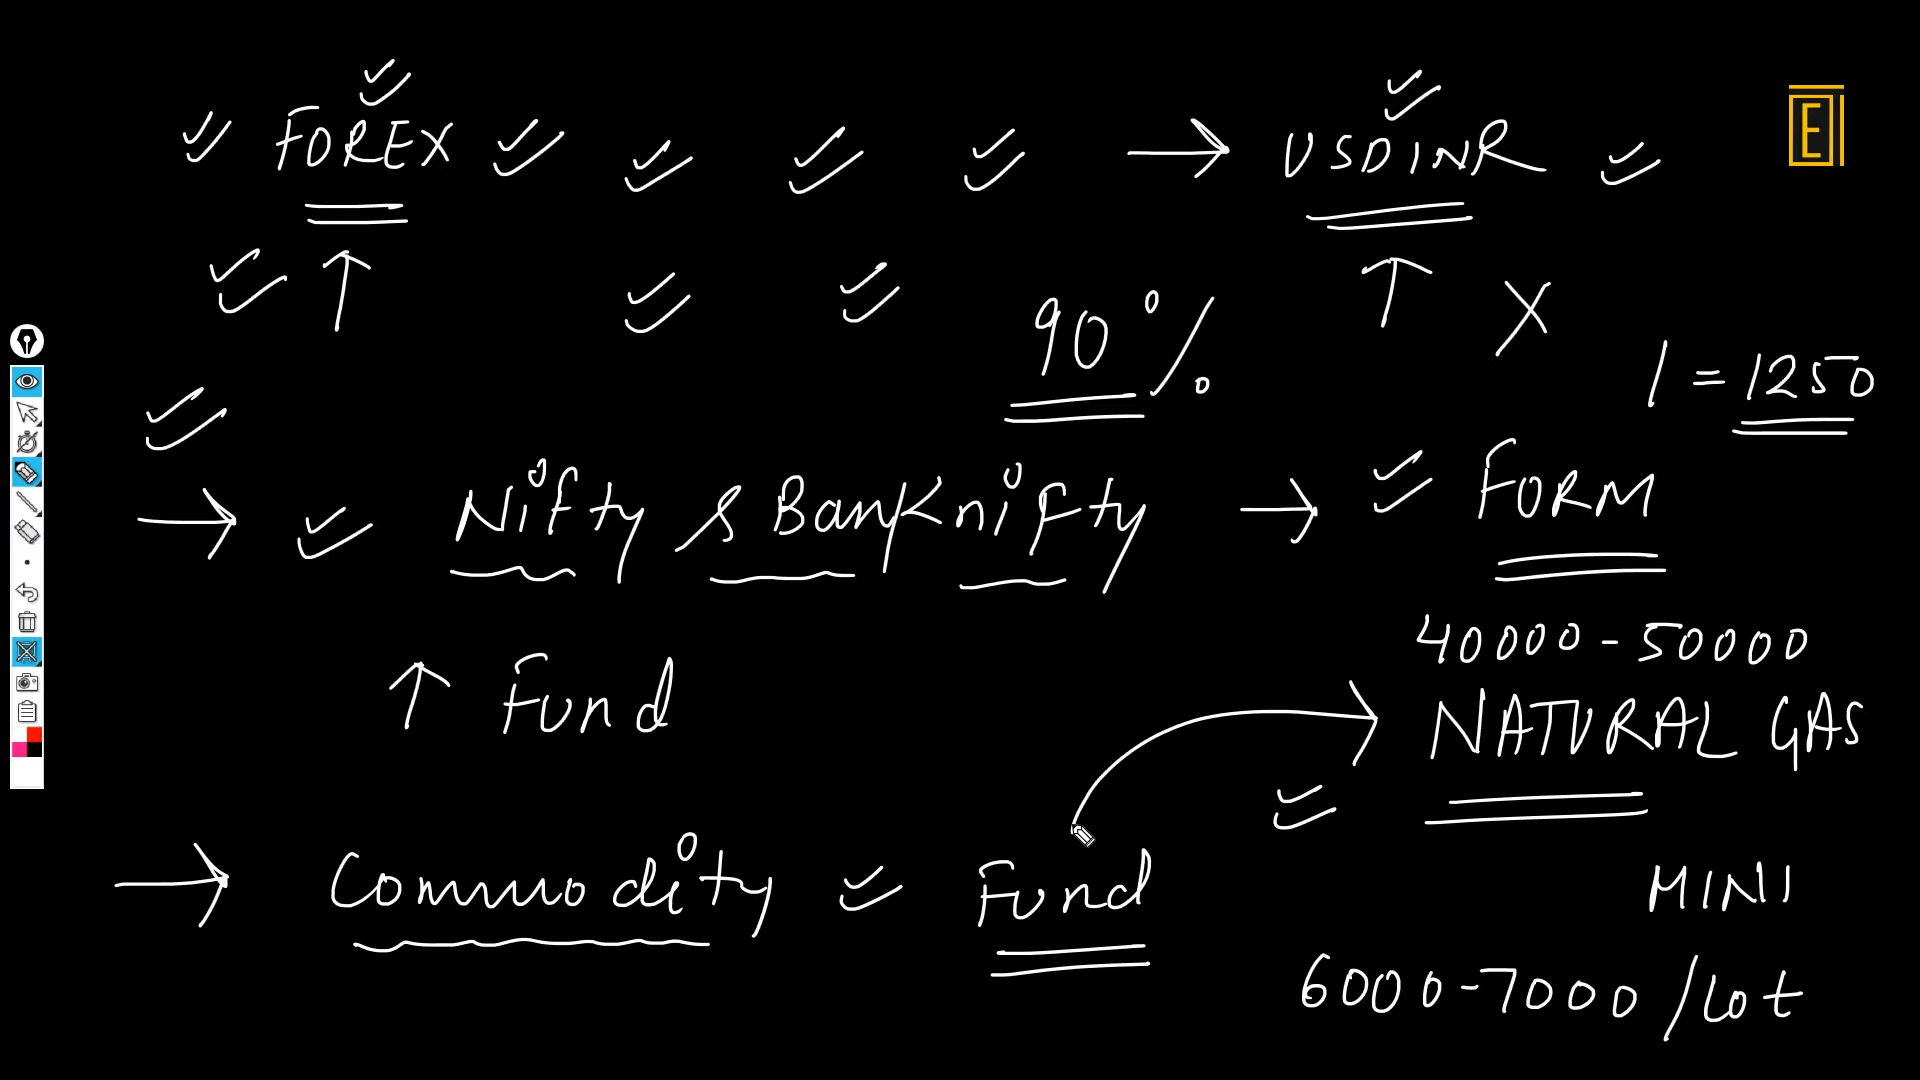 FOREX → USDINR
E
90% X
1 = 1250
→ Nifty & Banknifty → FORM
40000-50000
↑ Fund
NATURAL GAS
→ Commodity Fund
MINI
6000-7000/Lot